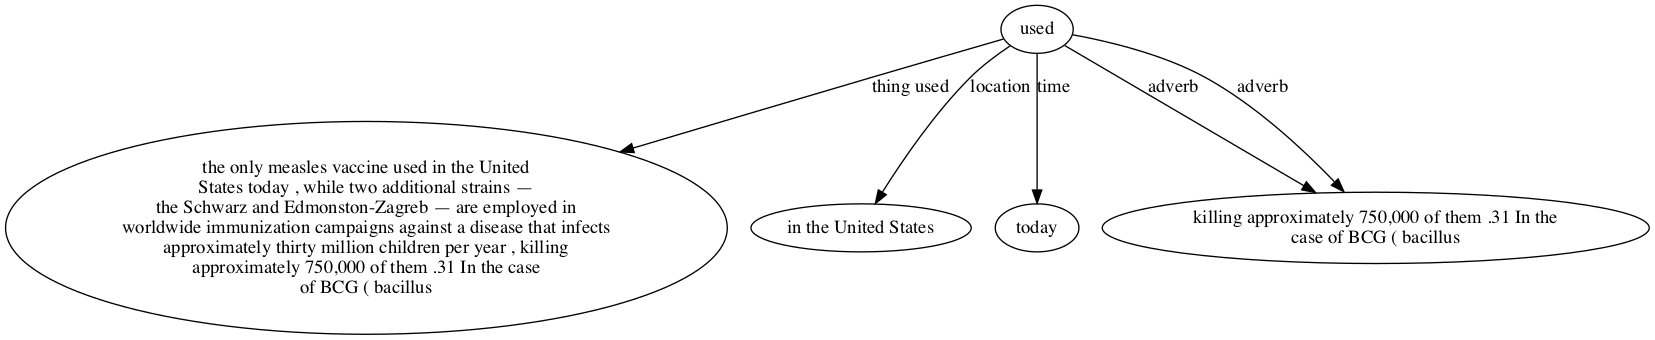 used
thing used
location
time
adverb
adverb
the only measles vaccine used in the United
States today , while two additional strains —
the Schwarz and Edmonston-Zagreb — are employed in
worldwide immunization campaigns against a disease that infects
approximately thirty million children per year , killing
approximately 750,000 of them .31 In the case
of BCG ( bacillus
in the United States
today
killing approximately 750,000 of them .31 In the
case of BCG ( bacillus